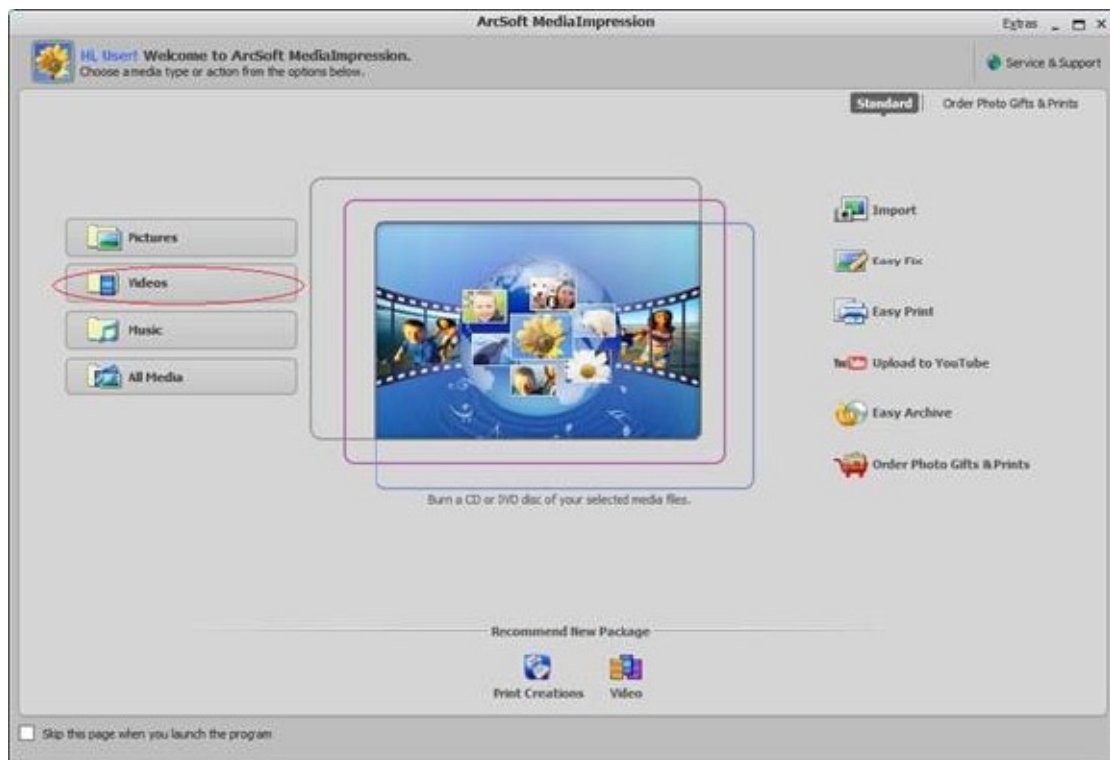 ArcSoft MediaImpression
Extras
Hi, User! Welcome to ArcSoft MediaImpression.
Choose a media type or action from the options below.
Service & Support
Standard
Order Photo Gifts & Prints
Pictures
Videos
Music
All Media
Import
Easy Fix
Easy Print
You Upload to YouTube
Easy Archive
Order Photo Gifts & Prints
Burn a CD or DVD disc of your selected media files.
Recommend New Package
Print Creations
Video
Skip this page when you launch the program